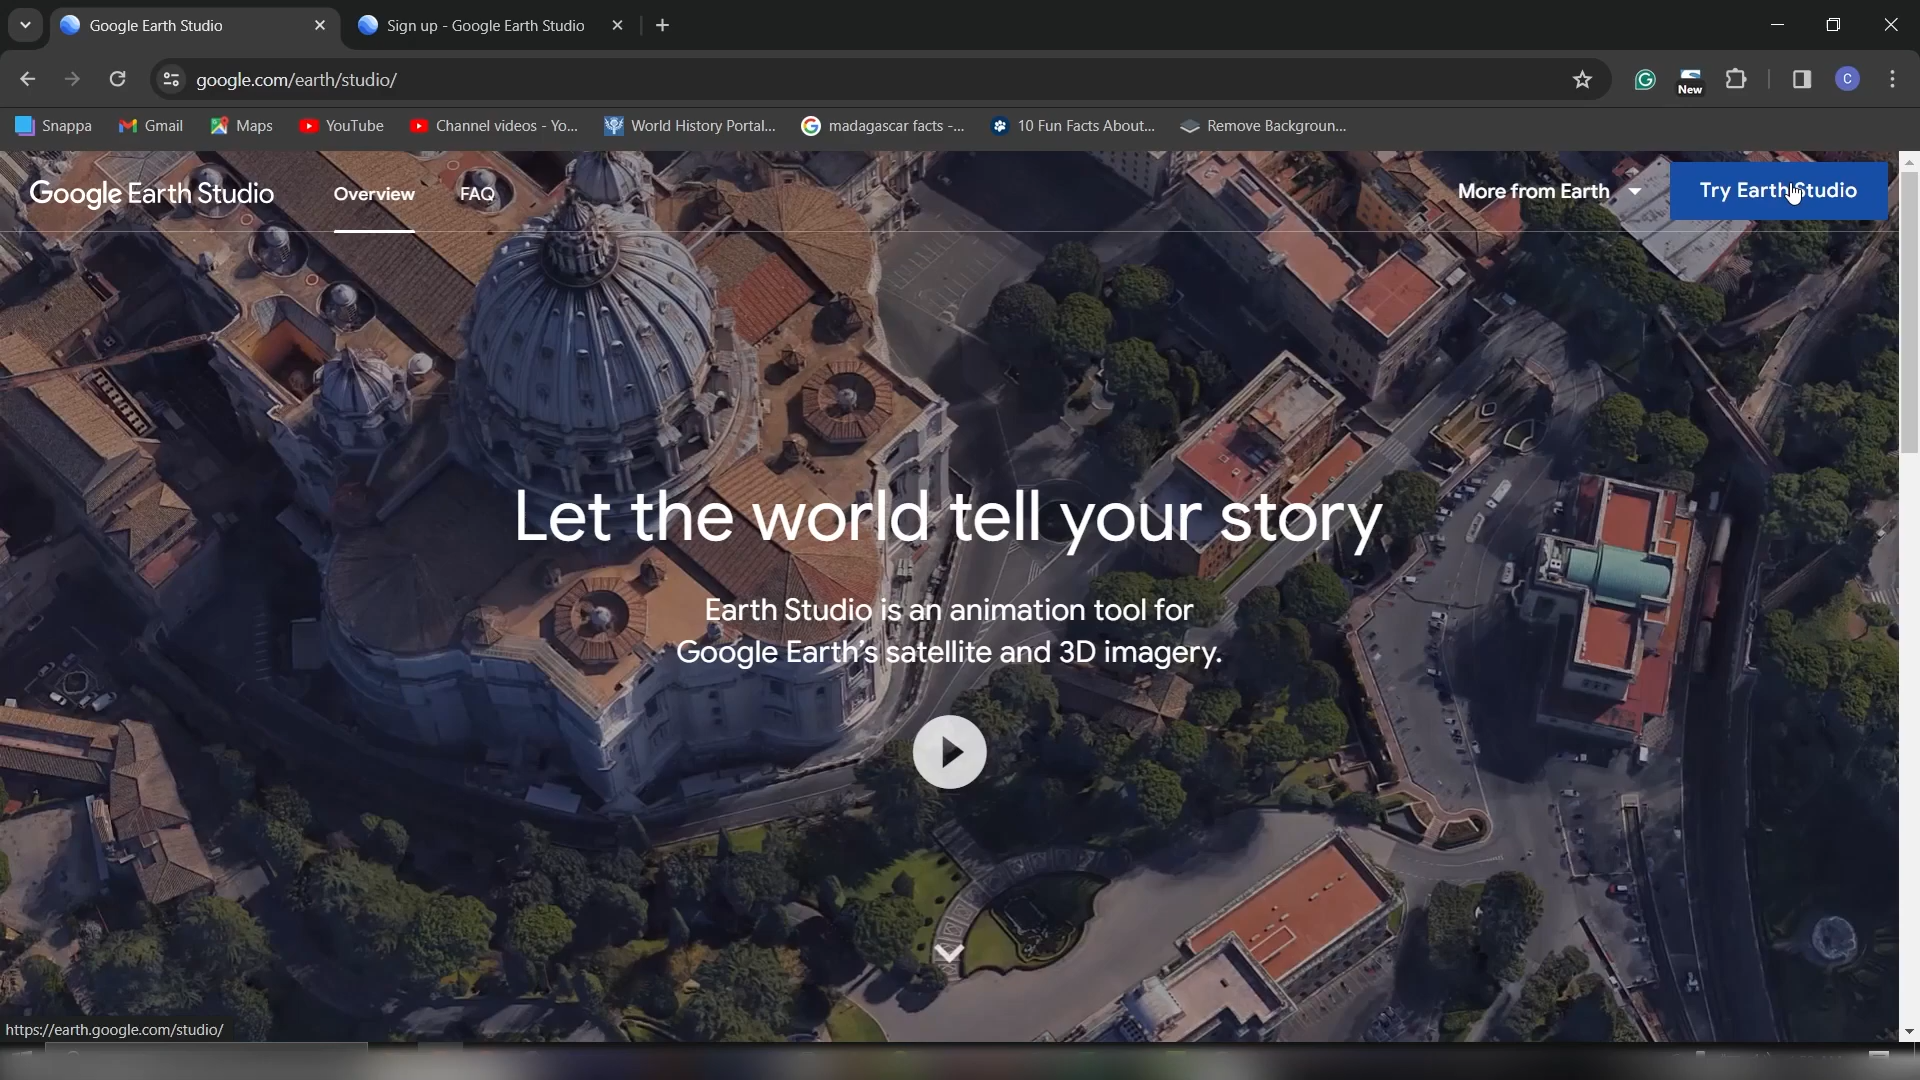 Google Earth Studio
Sign up - Google Earth Studio
google.com/earth/studio/
New
C
Snappa
Gmail
Maps
YouTube
Channel videos - Yo...
World History Portal...
madagascar facts -...
10 Fun Facts About...
Remove Backgroun...
Google Earth Studio
Overview
FAQ
More from Earth
Try Earth Studio
Let the world tell your story
Earth Studio is an animation tool for
Google Earth's satellite and 3D imagery.
https://earth.google.com/studio/